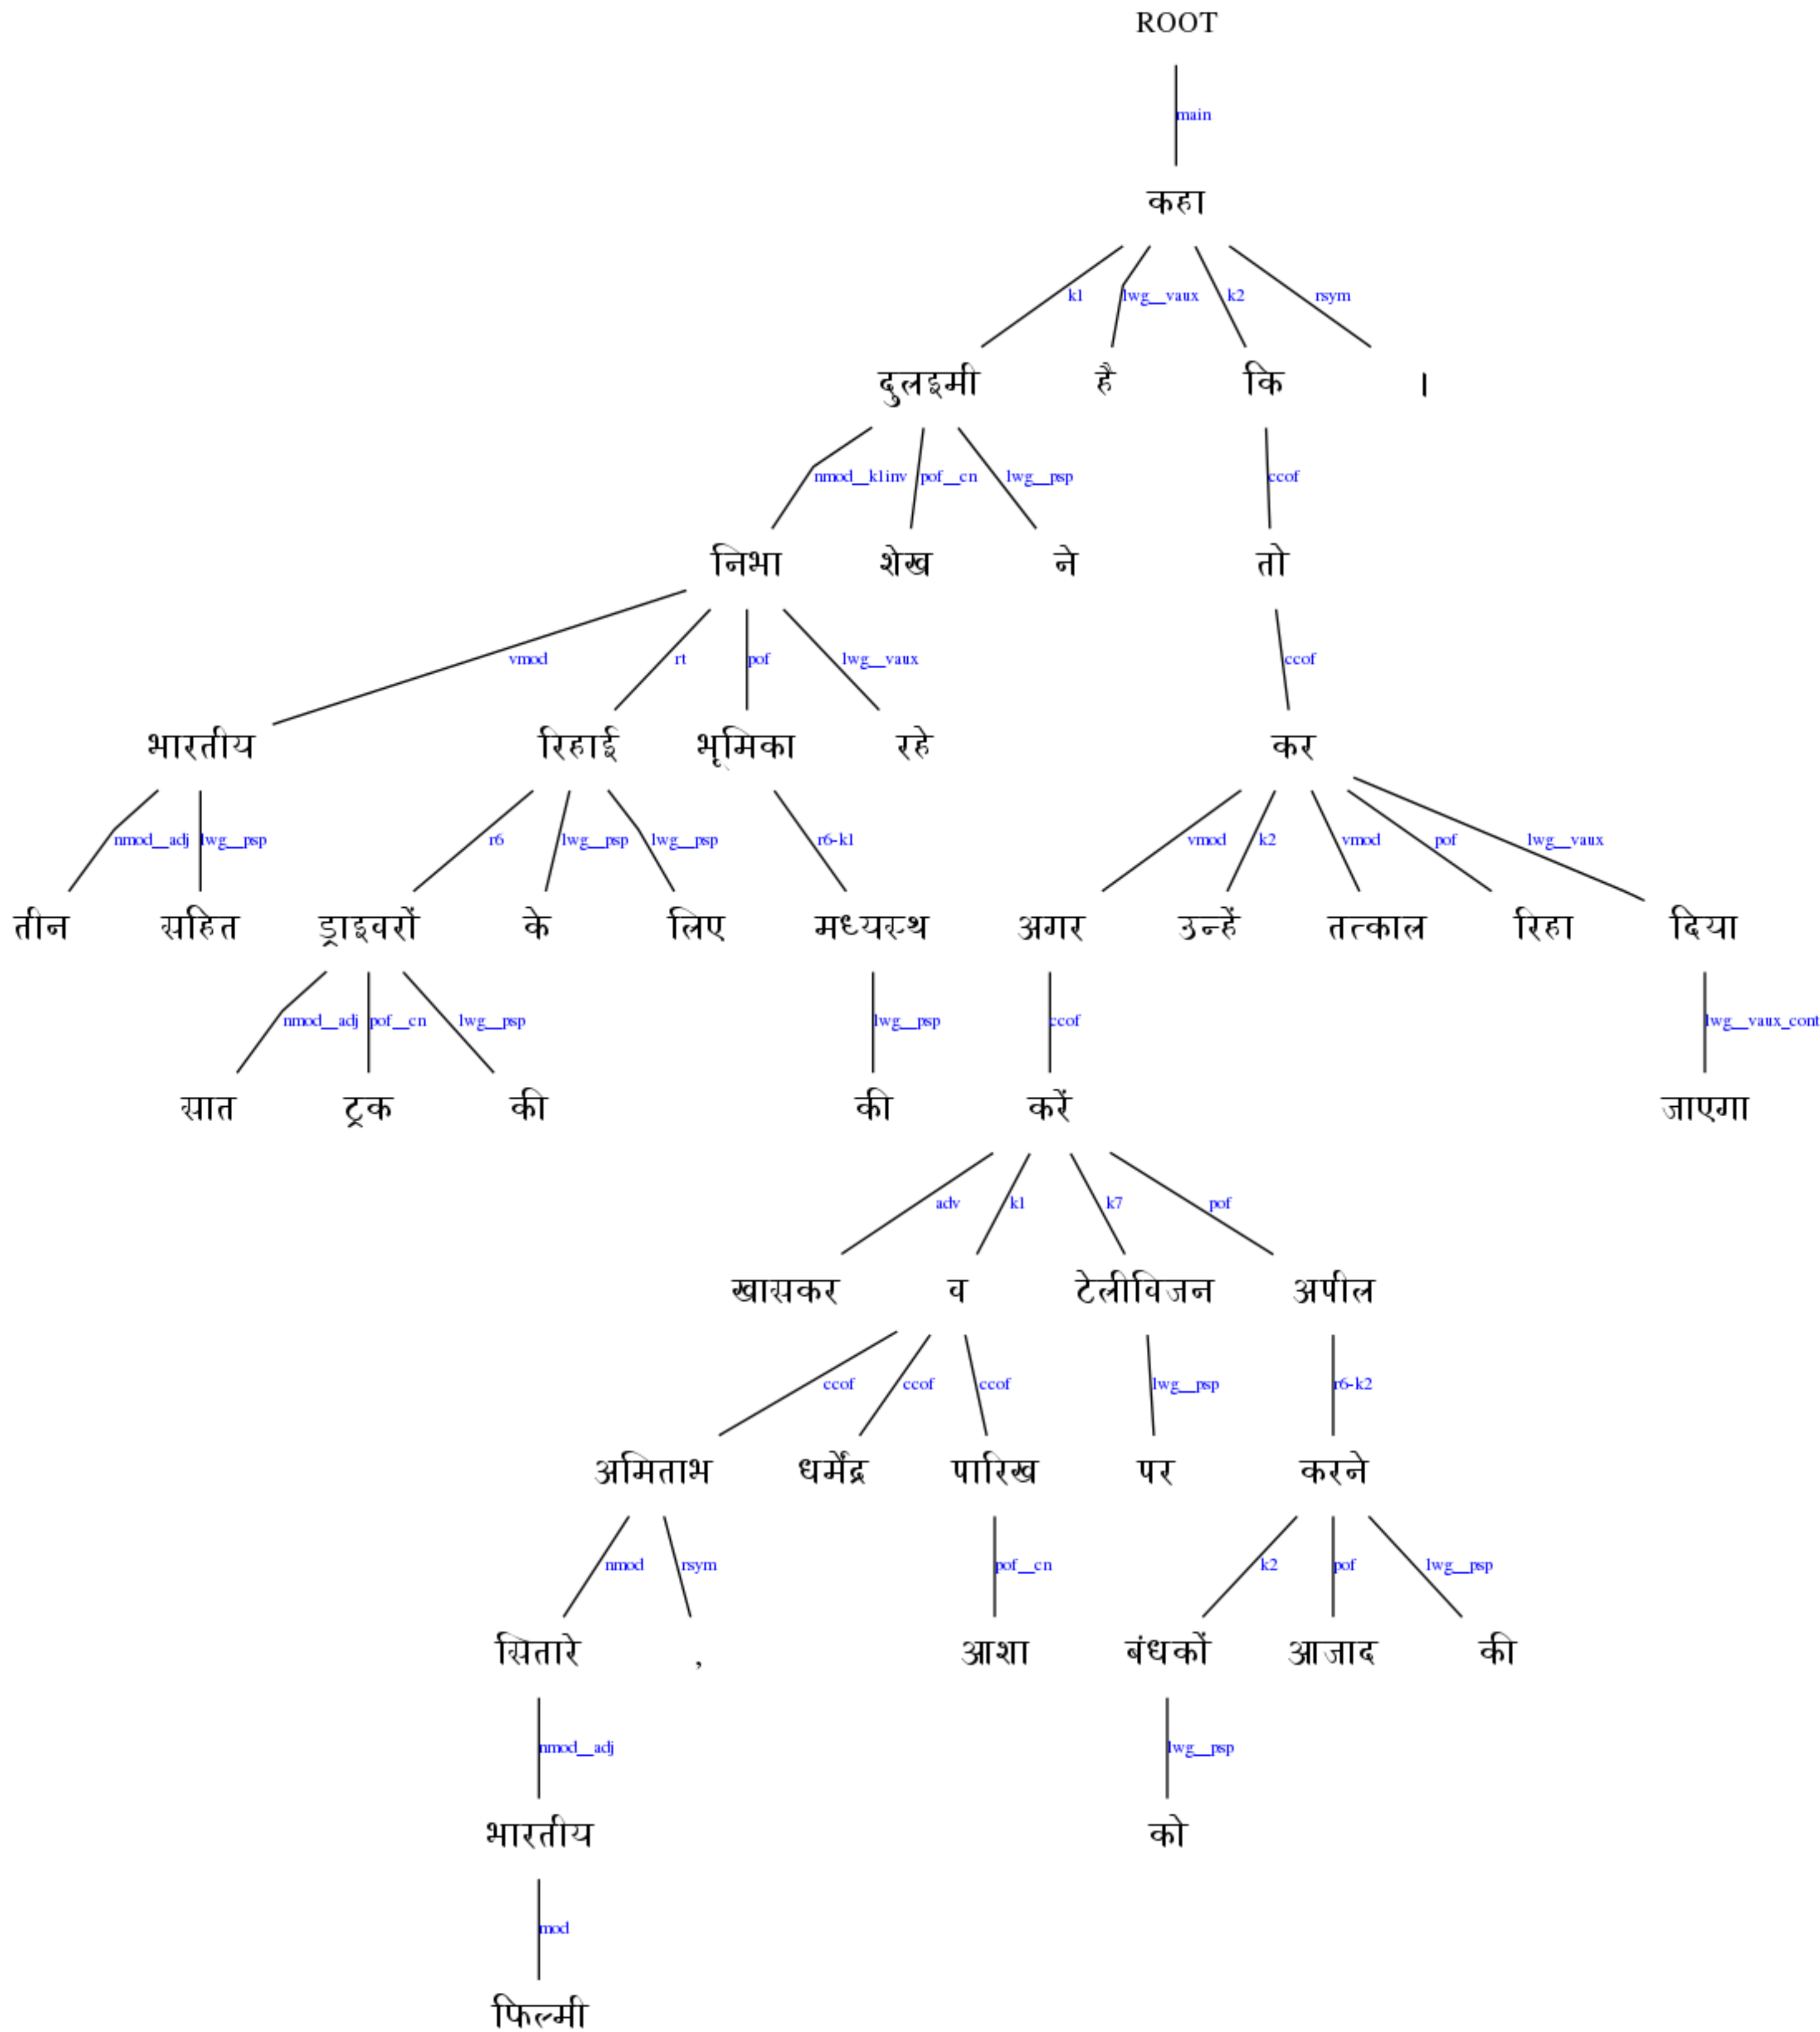 ROOT
main
कहा
k1 lwg__vaux k2 rsym
दुलइमी है कि ।
nmod__k1inv pof__cn lwg__psp ccof
निभा शेख ने तो
vmod rt pof lwg__vaux ccof
भारतीय रिहाई भूमिका रहे कर
nmod__adj lwg__psp r6 lwg__psp lwg__psp r6-k1 vmod k2 vmod pof lwg__vaux
तीन सहित ड्राइवरों के लिए मध्यस्थ अगर उन्हें तत्काल रिहा दिया
nmod__adj pof__cn lwg__psp lwg__psp ccof lwg__vaux_cont
सात ट्रक की की करें जाएगा
adv k1 k7 pof
खासकर व टेलीविजन अपील
ccof ccof ccof lwg__psp r6-k2
अमिताभ धर्मेंद्र पारिख पर करने
nmod rsym pof__cn k2 pof lwg__psp
सितारे , आशा बंधकों आजाद की
nmod__adj lwg__psp
भारतीय को
mod
फिल्मी